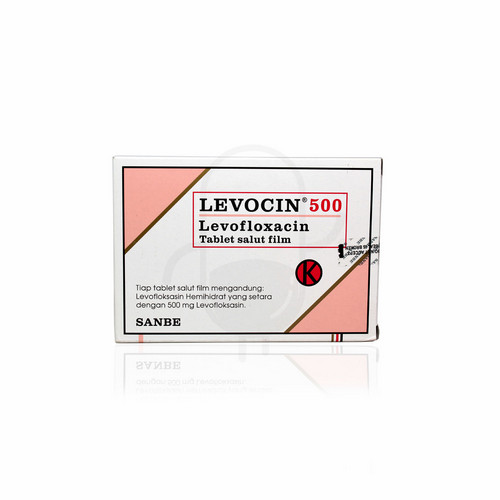 LEVOCIN® 500
Levofloxacin
Tablet salut film
K
Tiap tablet salut film mengandung:
Levofloksasin Hemihidrat yang setara
dengan 500 mg Levofloksasin.
SANBE